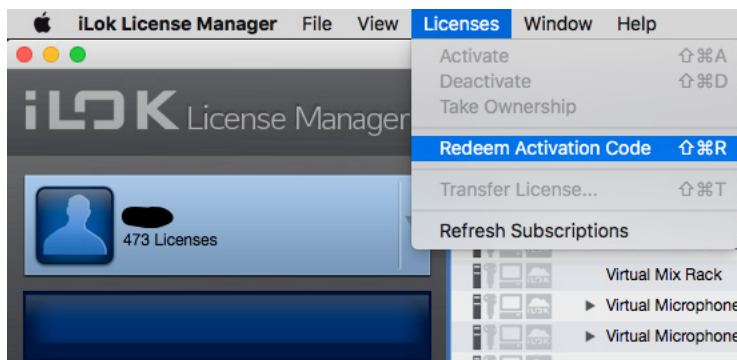 iLok License Manager File View Licenses Window Help
Activate ⇧⌘A
Deactivate ⇧⌘D
Take Ownership
iLOK License Manager
Redeem Activation Code ⇧⌘R
Transfer License... ⇧⌘T
473 Licenses
Refresh Subscriptions
Virtual Mix Rack
Virtual Microphone
Virtual Microphone